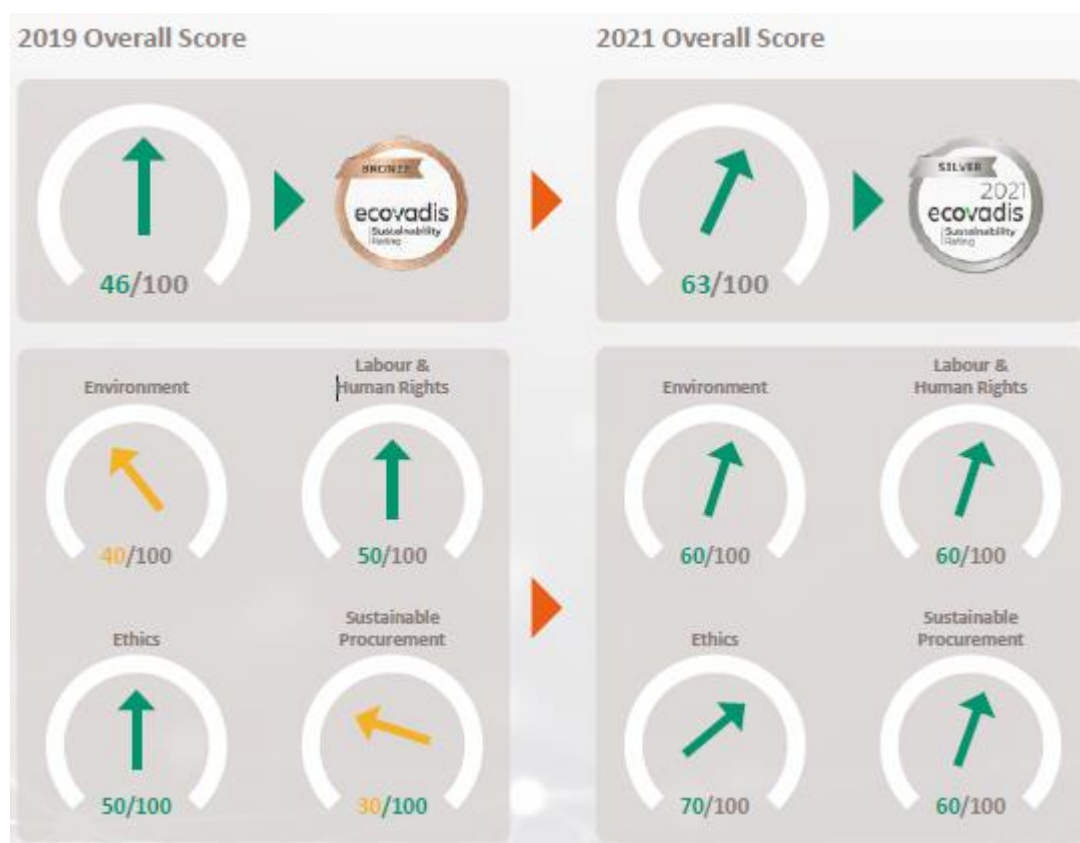 2019 Overall Score
2021 Overall Score
BRONZE
ecovadis
Sustainability
Rating
46/100
SILVER
2021
ecovadis
Sustainability
Rating
63/100
Environment
Labour &
Human Rights
40/100
50/100
Ethics
Sustainable
Procurement
50/100
30/100
Environment
Labour &
Human Rights
60/100
60/100
Ethics
Sustainable
Procurement
70/100
60/100